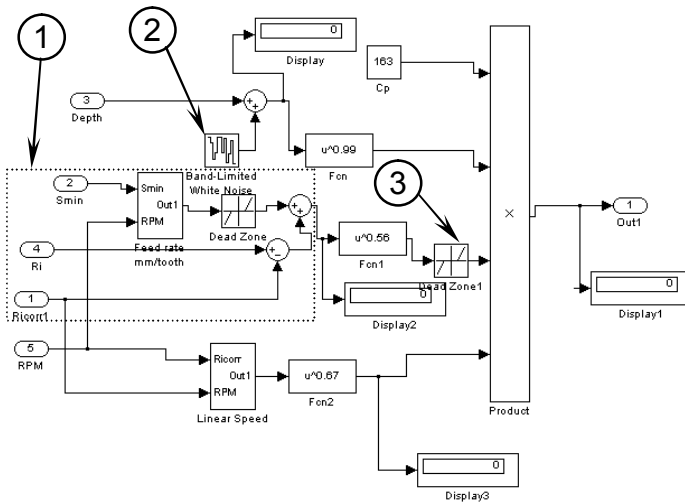 1
2
3
0
Display
163
Cp
3
Depth
+
+
Band-Limited
White Noise
u^0.99
Fcn
2
Smin
Smin
RPM
Out1
Feed rate
mm/tooth
Dead Zone
+
+
4
Ri
+
−
u^0.56
Fcn1
Dead Zone1
×
1
Out1
0
Display1
1
Ricorr1
0
Display2
5
RPM
Ricorr
Out1
RPM
Linear Speed
u^0.67
Fcn2
Product
0
Display3